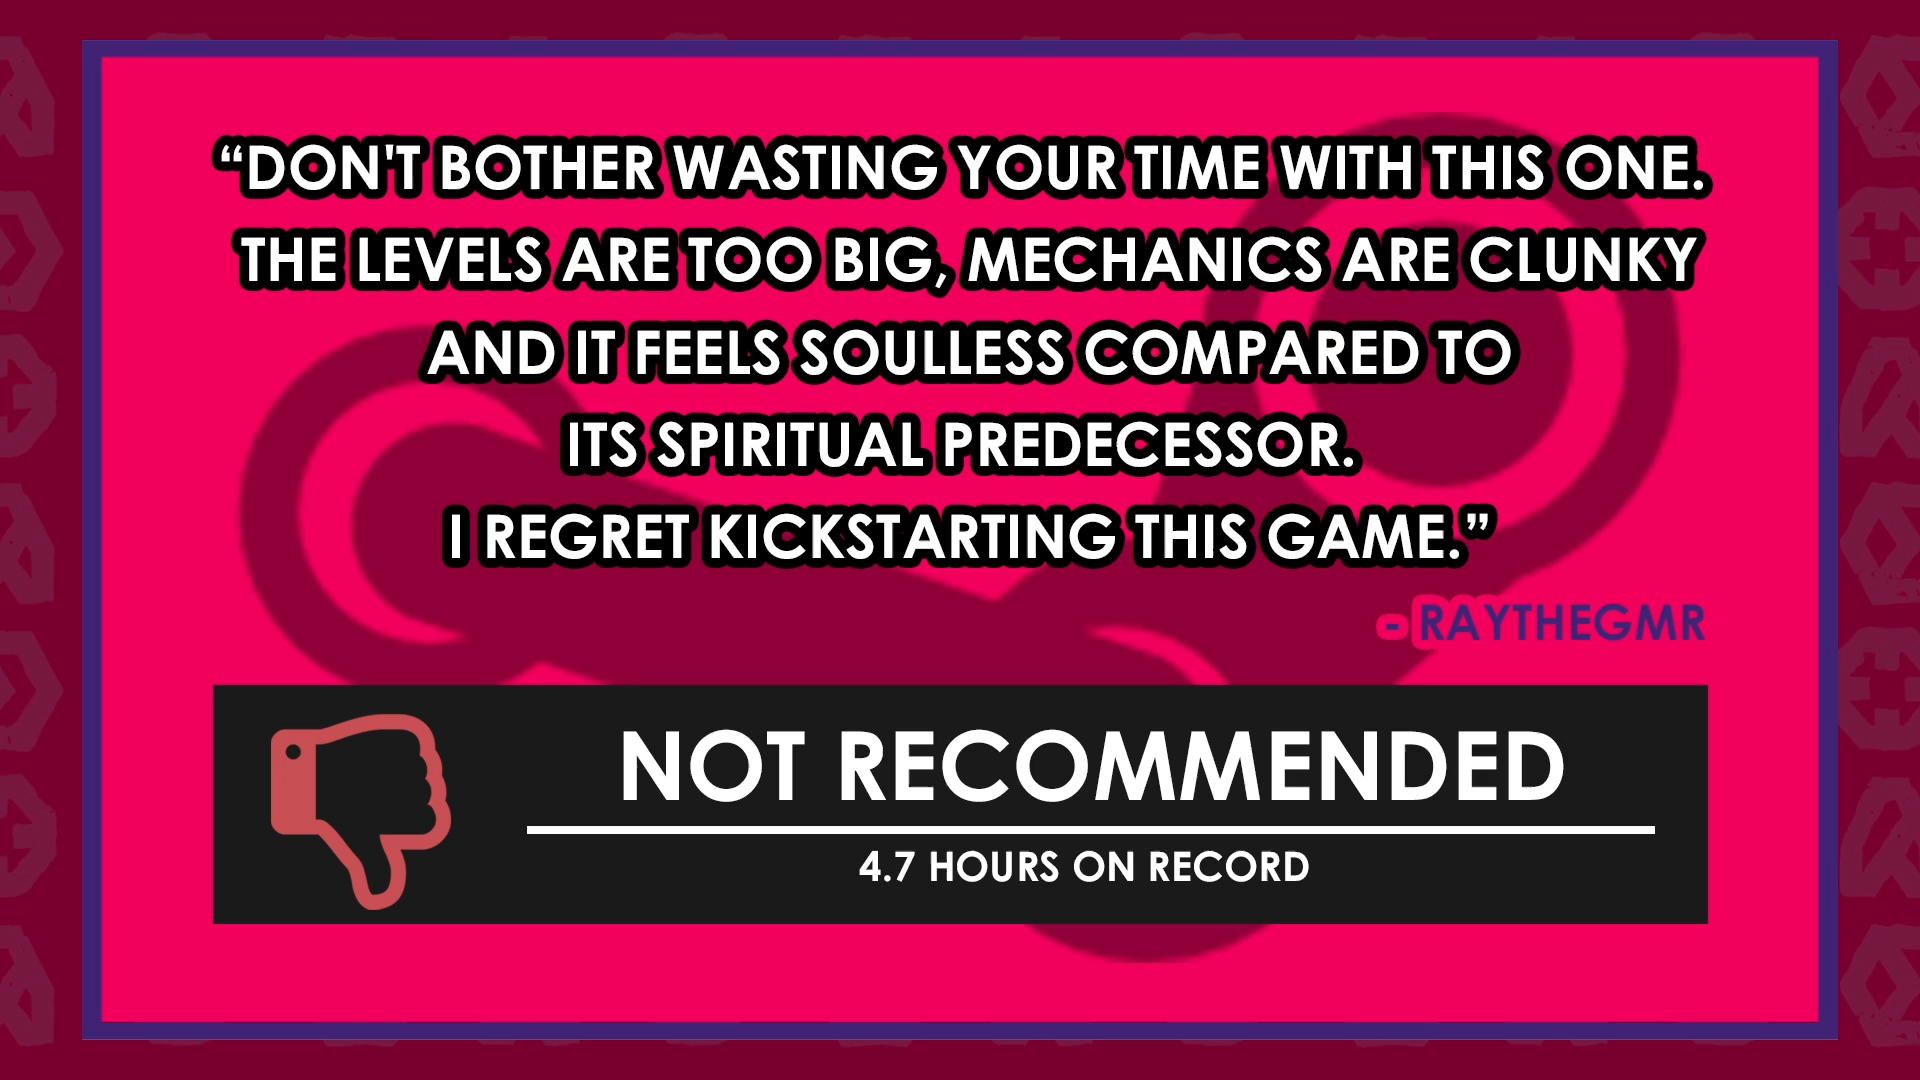 “DON'T BOTHER WASTING YOUR TIME WITH THIS ONE.
THE LEVELS ARE TOO BIG, MECHANICS ARE CLUNKY
AND IT FEELS SOULLESS COMPARED TO
ITS SPIRITUAL PREDECESSOR.
I REGRET KICKSTARTING THIS GAME.”
- RAYTHEGMR
NOT RECOMMENDED
4.7 HOURS ON RECORD